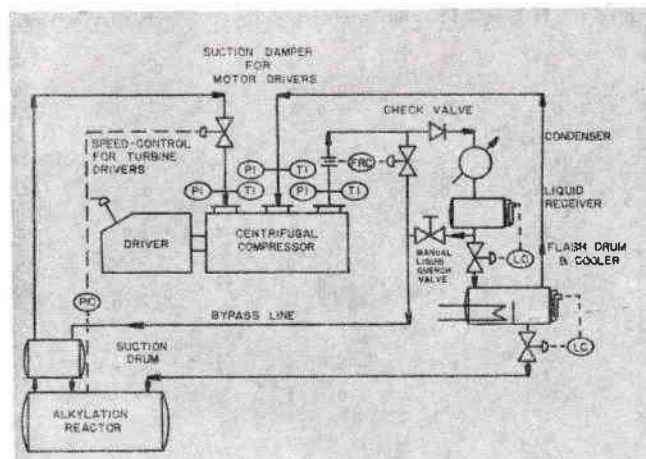 SUCTION DAMPER
FOR
MOTOR DRIVERS
CHECK VALVE
CONDENSER
SPEED-CONTROL
FOR TURBINE
DRIVERS
PI
TI
FRC
PI
TI
PI
TI
LIQUID
RECEIVER
DRIVER
CENTRIFUGAL
COMPRESSOR
MANUAL
LIQUID
QUENCH
VALVE
LC
FLASH DRUM
& COOLER
PIC
BYPASS LINE
SUCTION
DRUM
LC
ALKYLATION
REACTOR